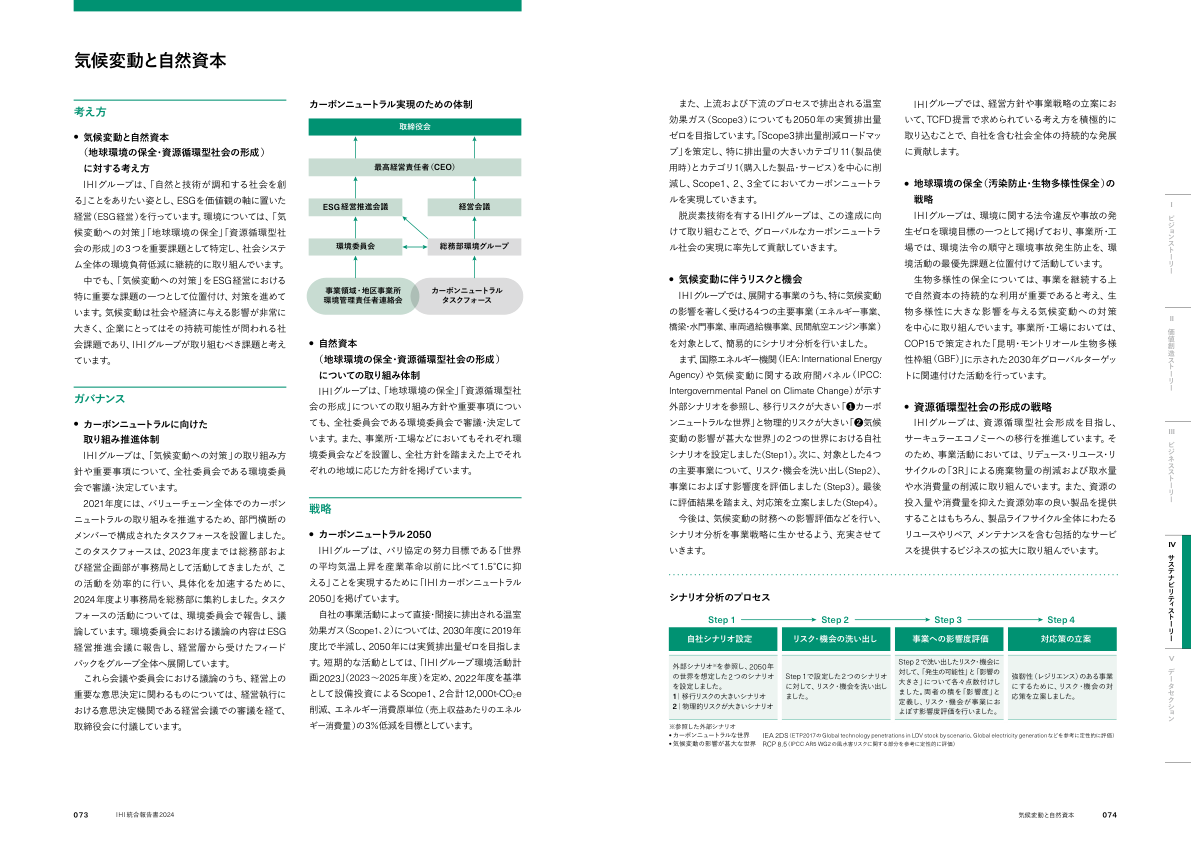 気候変動と自然資本
考え方
● 気候変動と自然資本
（地球環境の保全・資源循環型社会の形成）
に対する考え方
IHIグループは、「自然と技術が調和する社会を創
る」ことをありたい姿とし、ESGを価値観の軸に置いた
経営（ESG経営）を行っています。環境については、「気
候変動への対策」「地球環境の保全」「資源循環型社
会の形成」の3つを重要課題として特定し、社会システ
ム全体の環境負荷低減に継続的に取り組んでいます。
中でも、「気候変動への対策」をESG経営における
特に重要な課題の一つとして位置付け、対策を進めて
います。気候変動は社会や経済に与える影響が非常に
大きく、企業にとってはその持続可能性が問われる社
会課題であり、IHIグループが取り組むべき課題と考え
ています。
ガバナンス
● カーボンニュートラルに向けた
取り組み推進体制
IHIグループは、「気候変動への対策」の取り組み方
針や重要事項について、全社委員会である環境委員
会で審議・決定しています。
2021年度には、バリューチェーン全体でのカーボン
ニュートラルの取り組みを推進するため、部門横断の
メンバーで構成されたタスクフォースを設置しました。
このタスクフォースは、2023年度までは総務部およ
び経営企画部が事務局として活動してきましたが、こ
の活動を効率的に行い、具体化を加速するために、
2024年度より事務局を総務部に集約しました。タスク
フォースの活動については、環境委員会で報告し、議
論しています。環境委員会における議論の内容はESG
経営推進会議に報告し、経営層から受けたフィード
バックをグループ全体へ展開しています。
これら会議や委員会における議論のうち、経営上の
重要な意思決定に関わるものについては、経営執行に
おける意思決定機関である経営会議での審議を経て、
取締役会に付議しています。
カーボンニュートラル実現のための体制
取締役会
最高経営責任者（CEO）
ESG経営推進会議
経営会議
環境委員会
総務部環境グループ
事業領域・地区事業所
環境管理責任者連絡会
カーボンニュートラル
タスクフォース
● 自然資本
（地球環境の保全・資源循環型社会の形成）
についての取り組み体制
IHIグループは、「地球環境の保全」「資源循環型社
会の形成」についての取り組み方針や重要事項につい
ても、全社委員会である環境委員会で審議・決定して
います。また、事業所・工場などにおいてもそれぞれ環
境委員会などを設置し、全社方針を踏まえた上でそれ
ぞれの地域に応じた方針を掲げています。
戦略
● カーボンニュートラル2050
IHIグループは、パリ協定の努力目標である「世界
の平均気温上昇を産業革命以前に比べて1.5℃に抑
える」ことを実現するために「IHIカーボンニュートラル
2050」を掲げています。
自社の事業活動によって直接・間接に排出される温室
効果ガス（Scope1、2）については、2030年度に2019年
度比で半減し、2050年には実質排出量ゼロを目指しま
す。短期的な活動としては、「IHIグループ環境活動計
画2023」（2023～2025年度）を定め、2022年度を基準
として設備投資によるScope1、2合計12,000t-CO₂e
削減、エネルギー消費原単位（売上収益あたりのエネル
ギー消費量）の3％低減を目標としています。
また、上流および下流のプロセスで排出される温室
効果ガス（Scope3）についても2050年の実質排出量
ゼロを目指しています。「Scope3排出量削減ロードマッ
プ」を策定し、特に排出量の大きいカテゴリ11（製品使
用時）とカテゴリ1（購入した製品・サービス）を中心に削
減し、Scope1、2、3全てにおいてカーボンニュートラ
ルを実現していきます。
脱炭素技術を有するIHIグループは、この達成に向
けて取り組むことで、グローバルなカーボンニュートラ
ル社会の実現に率先して貢献していきます。
● 気候変動に伴うリスクと機会
IHIグループでは、展開する事業のうち、特に気候変動
の影響を著しく受ける4つの主要事業（エネルギー事業、
橋梁・水門事業、車両過給機事業、民間航空エンジン事業）
を対象として、簡易的にシナリオ分析を行いました。
まず、国際エネルギー機関（IEA: International Energy
Agency）や気候変動に関する政府間パネル（IPCC:
Intergovernmental Panel on Climate Change）が示す
外部シナリオを参照し、移行リスクが大きい「❶カーボ
ンニュートラルな世界」と物理的リスクが大きい「❷気候
変動の影響が甚大な世界」の2つの世界における自社
シナリオを設定しました（Step1）。次に、対象とした4つ
の主要事業について、リスク・機会を洗い出し（Step2）、
事業におよぼす影響を評価しました（Step3）。最後
に評価結果を踏まえ、対応策を立案しました（Step4）。
今後は、気候変動の財務への影響評価などを行い、
シナリオ分析を事業戦略に生かせるよう、充実させて
いきます。
IHIグループでは、経営方針や事業戦略の立案にお
いて、TCFD提言で求められている考え方を積極的に
取り込むことで、自社を含む社会全体の持続的な発展
に貢献します。
● 地球環境の保全（汚染防止・生物多様性保全）の
戦略
IHIグループは、環境に関する法令違反や事故の発
生ゼロを環境目標の一つとして掲げており、事業所・工
場では、環境法令の順守と環境事故発生防止を、環
境活動の最優先課題と位置付けて活動しています。
生物多様性の保全については、事業を継続する上
で自然資本の持続的な利用が重要であると考え、生
物多様性に大きな影響を与える気候変動への対策
を中心に取り組んでいます。事業所・工場においては、
COP15で策定された「昆明・モントリオール生物多様
性枠組（GBF）」に示された2030年グローバルターゲッ
トに関連付けた活動を行っています。
● 資源循環型社会の形成の戦略
IHIグループは、資源循環型社会の形成を目指し、
サーキュラーエコノミーへの移行を推進しています。そ
のため、事業活動においては、リデュース・リユース・リ
サイクルの「3R」による廃棄物量の削減および取水量
や水消費量の削減に取り組んでいます。また、資源の
投入量や消費量を抑えた資源効率の良い製品を提供
することはもちろん、製品ライフサイクル全体にわたる
リユースやリペア、メンテナンスを含む包括的なサービ
スを提供するビジネスの拡大に取り組んでいます。
シナリオ分析のプロセス
Step 1
Step 2
Step 3
Step 4
自社シナリオ設定
リスク・機会の洗い出し
事業への影響度評価
対応策の立案
外部シナリオ※を参照し、2050年
の世界を想定した2つのシナリオ
を設定しました。
1｜移行リスクの大きいシナリオ
2｜物理的リスクが大きいシナリオ
Step 1で設定した2つのシナリオ
に対して、リスク・機会を洗い出し
ました。
Step 2で洗い出したリスク・機会に
対して、「発生の可能性」と「影響の
大きさ」について各々点数付けし
ました。両者の積を「影響度」と
定義し、リスク・機会が事業にお
よぼす影響度評価を行いました。
強靭性（レジリエンス）のある事業
にするために、リスク・機会の対
応策を立案しました。
※参照した外部シナリオ
● カーボンニュートラルな世界 IEA 2DS（ETP2017のGlobal technology penetrations in LDV stock by scenario、Global electricity generationなどを参考に定性的に評価）
● 気候変動の影響が甚大な世界 RCP 8.5（IPCC AR5 WG2の風水害リスクに関する部分を参考に定性的に評価）
Ⅰ ビジョンストーリー
Ⅱ 価値創造ストーリー
Ⅲ ビジネスストーリー
Ⅳ サステナビリティストーリー
Ⅴ データセクション
073 IHI統合報告書2024
気候変動と自然資本 074